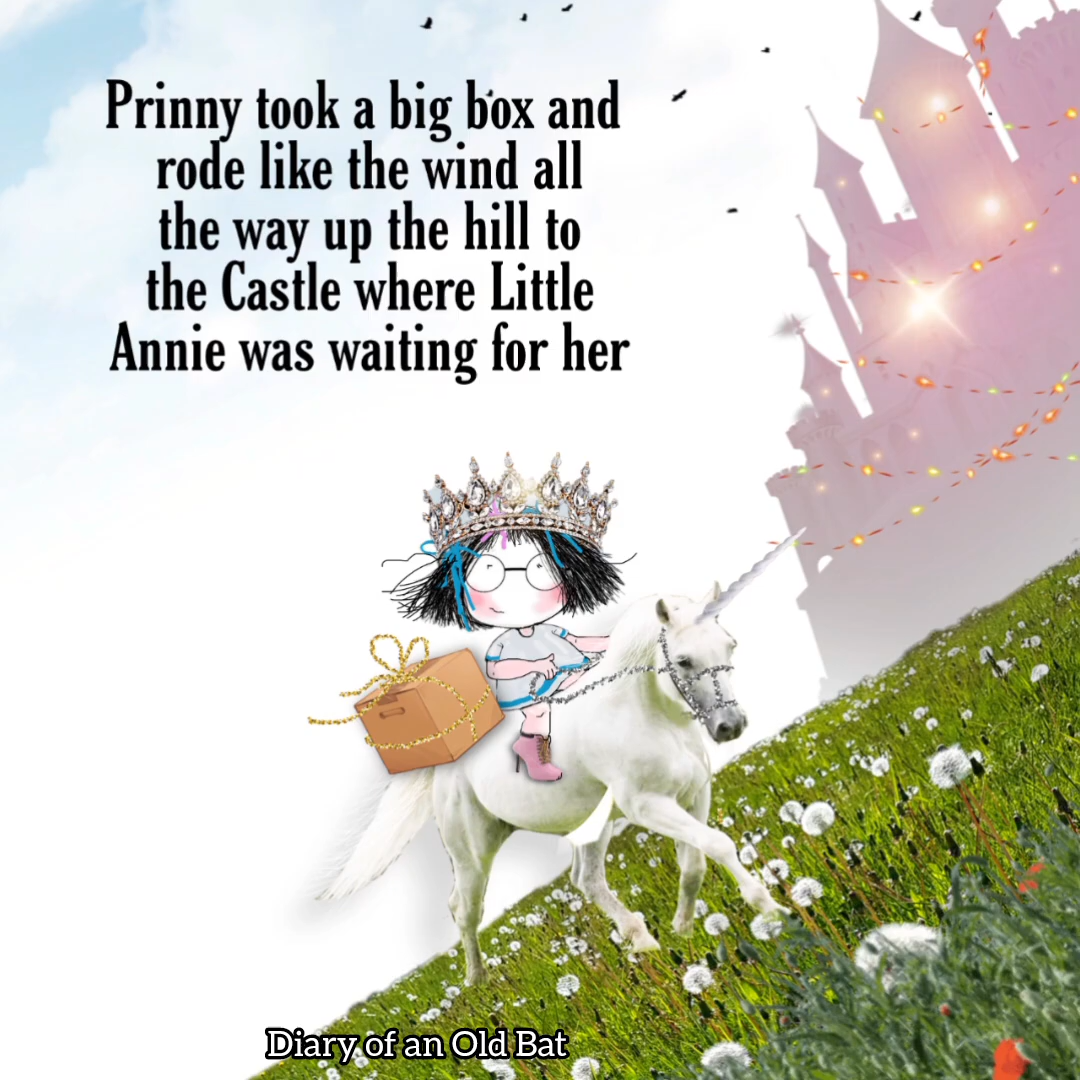 Prinny took a big box and
rode like the wind all
the way up the hill to
the Castle where Little
Annie was waiting for her
Diary of an Old Bat